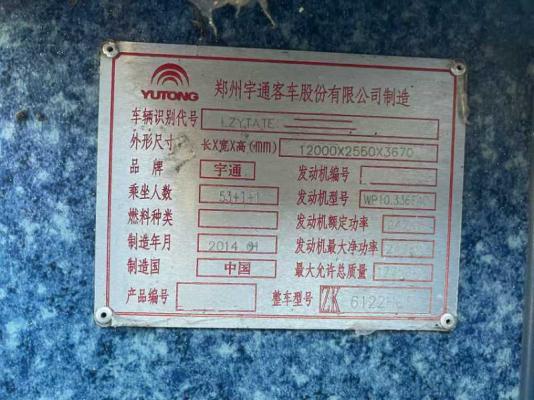 YUTONG 郑州宇通客车股份有限公司制造
车辆识别代号 LZYTATE
外形尺寸 长X宽X高(mm) 12000X2550X3670
品牌 宇通 发动机编号
乘坐人数 53+1+1 发动机型号
燃料种类 发动机额定功率
制造年月 2014 01 发动机最大净功率
制造国 中国 最大允许总质量
产品编号 整车型号 ZK